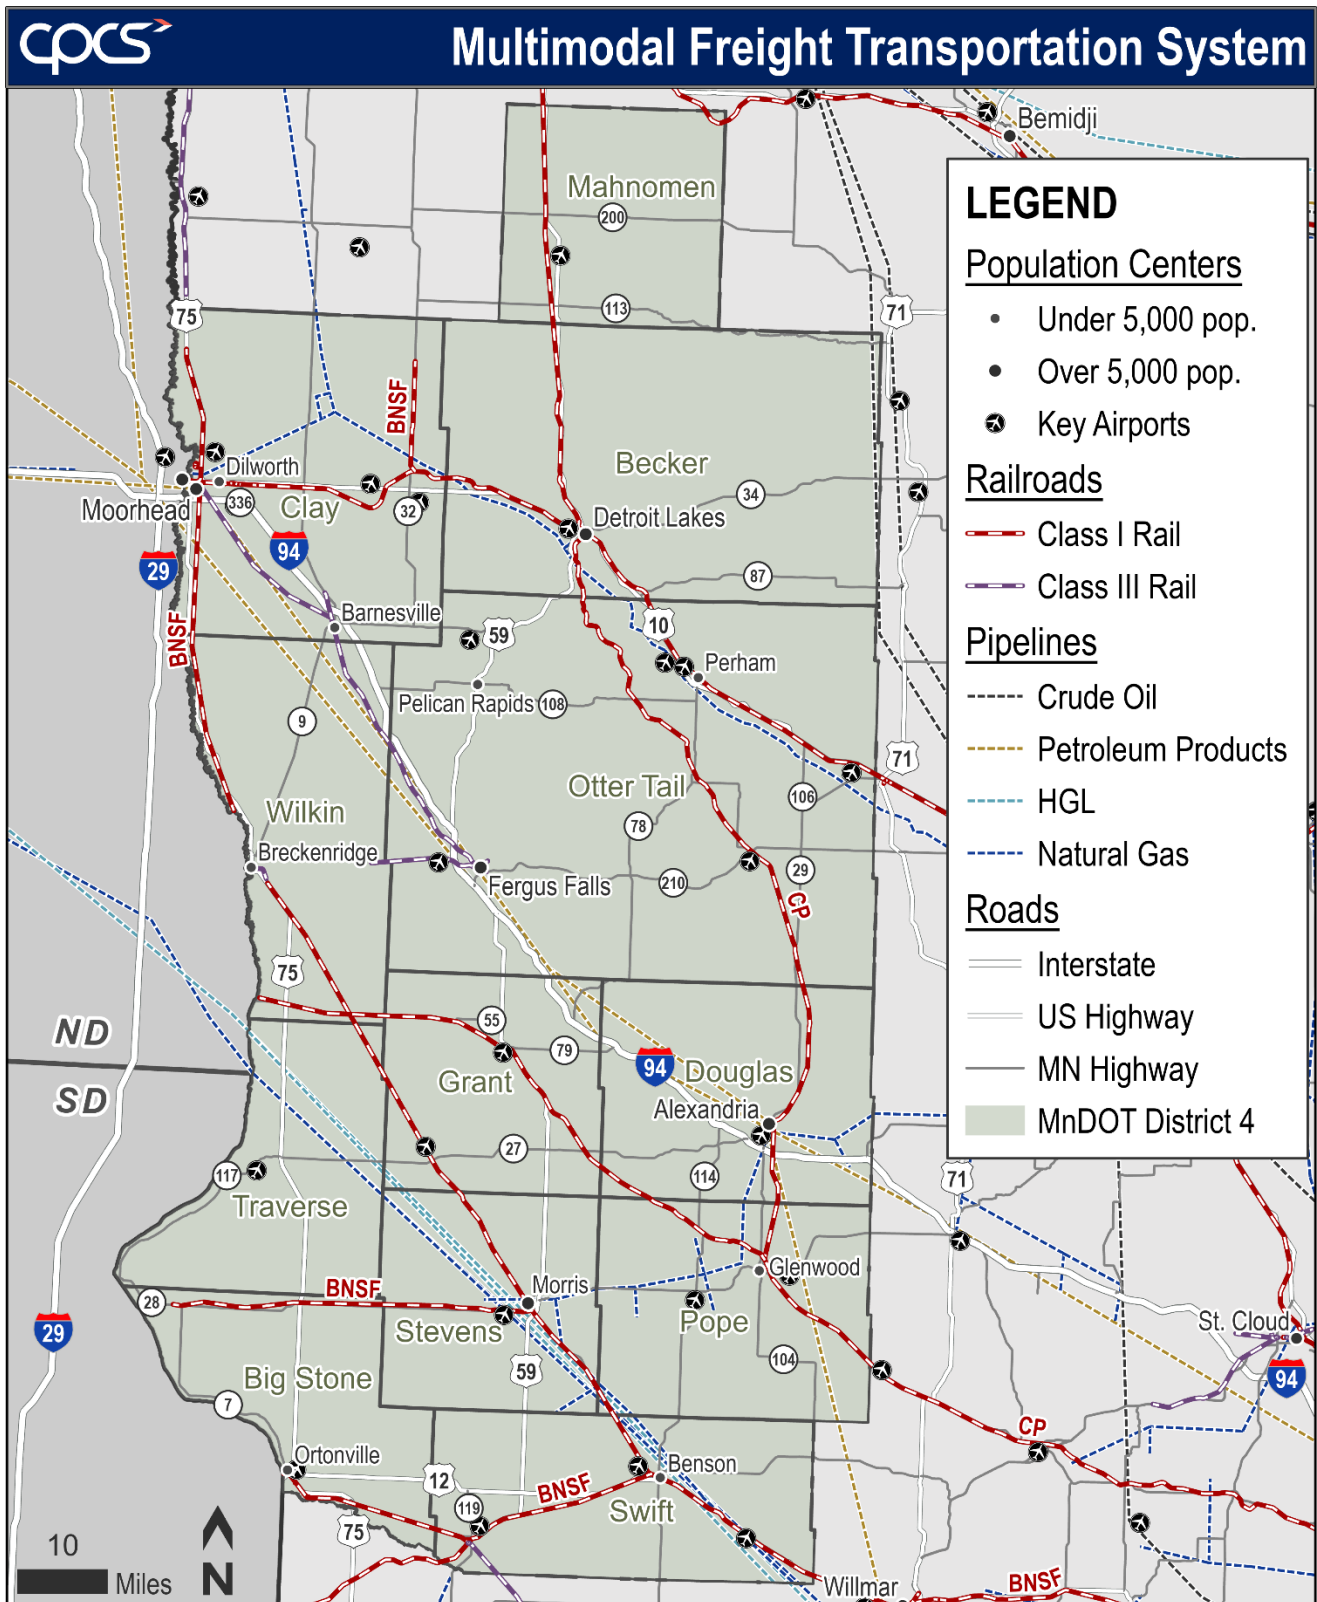 cpcs
Multimodal Freight Transportation System
Bemidji
LEGEND
Population Centers
Under 5,000 pop.
Over 5,000 pop.
Key Airports
Railroads
Class I Rail
Class III Rail
Pipelines
Crude Oil
Petroleum Products
HGL
Natural Gas
Roads
Interstate
US Highway
MN Highway
MnDOT District 4
Mahnomen
200
113
75
71
BNSF
Becker
34
Dilworth
Moorhead
336
Clay
32
Detroit Lakes
94
29
87
Barnesville
59
10
BNSF
Perham
Pelican Rapids
108
9
71
Otter Tail
106
Wilkin
78
Breckenridge
Fergus Falls
210
29
CP
75
55
79
ND
SD
Grant
94
Douglas
Alexandria
27
117
114
71
Traverse
Glenwood
Morris
BNSF
28
Stevens
Pope
29
St. Cloud
59
104
94
Big Stone
7
CP
Ortonville
12
Benson
BNSF
119
Swift
75
10
Miles
N
Willmar
BNSF